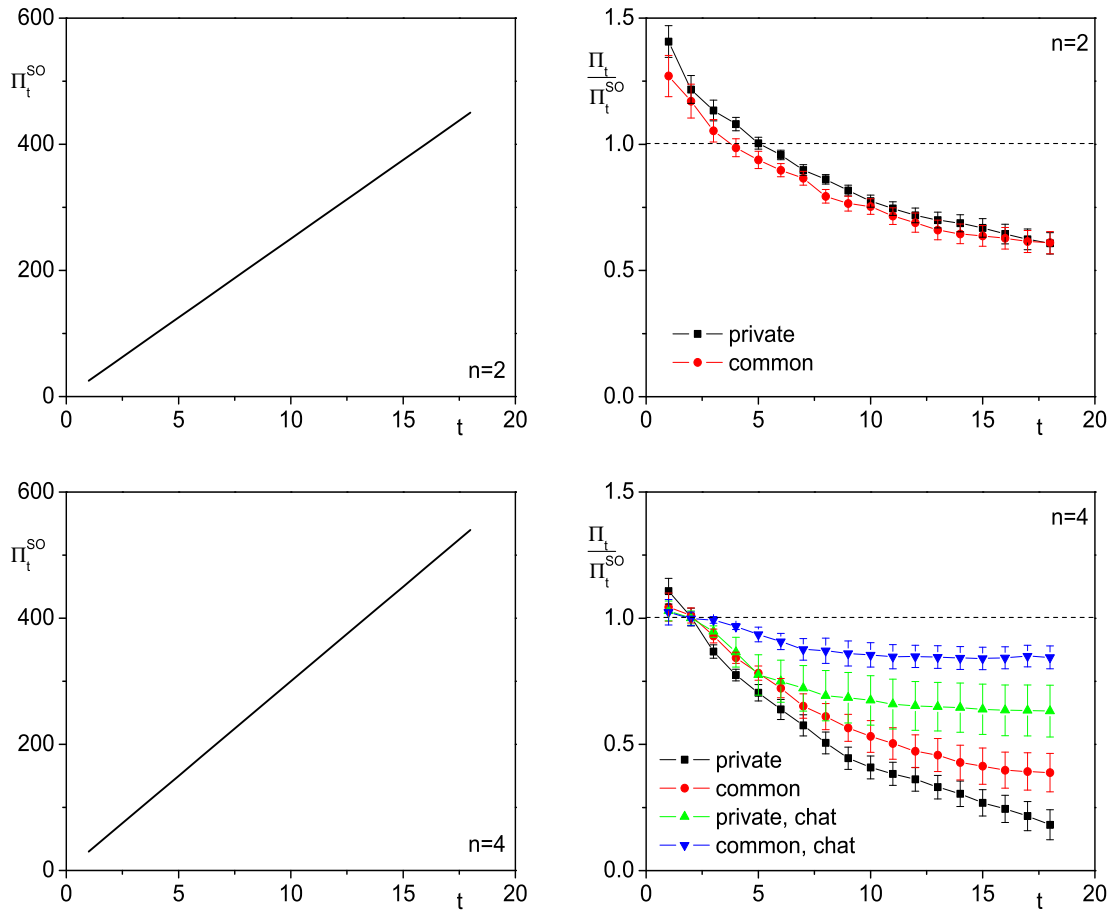 600
400
200
0
Π_t^SO
n=2
0 5 10 15 20
t
1.5
1.0
0.5
0.0
Π_t
Π_t^SO
n=2
private
common
0 5 10 15 20
t
600
400
200
0
Π_t^SO
n=4
0 5 10 15 20
t
1.5
1.0
0.5
0.0
Π_t
Π_t^SO
n=4
private
common
private, chat
common, chat
0 5 10 15 20
t